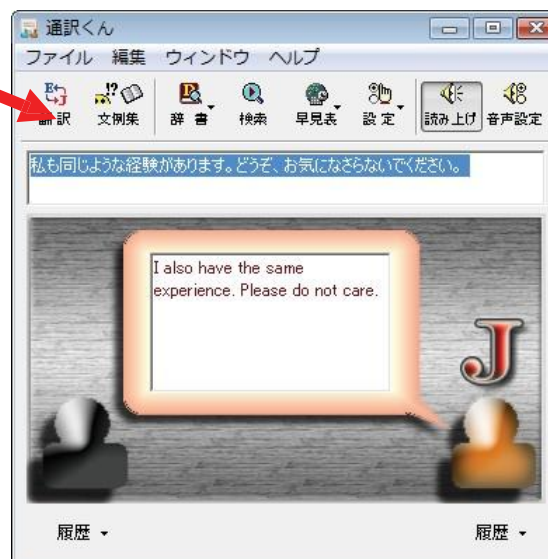 通訳くん
ファイル 編集 ウィンドウ ヘルプ
翻訳 文例集 辞書 検索 早見表 設定 読み上げ 音声設定
私も同じような経験があります。どうぞ、お気になさらないでください。
I also have the same
experience. Please do not care.
J
履歴 履歴